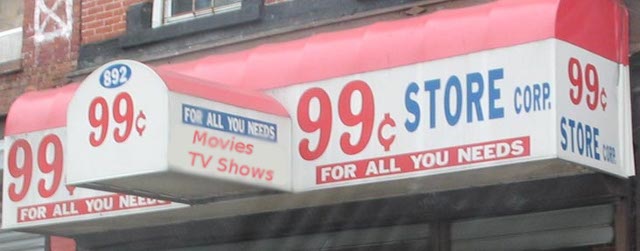 892
99¢
FOR ALL YOU NEEDS
Movies
TV Shows
99¢
FOR ALL YOU NEEDS
99¢ STORE CORP.
FOR ALL YOU NEEDS
99¢
STORE CORP.